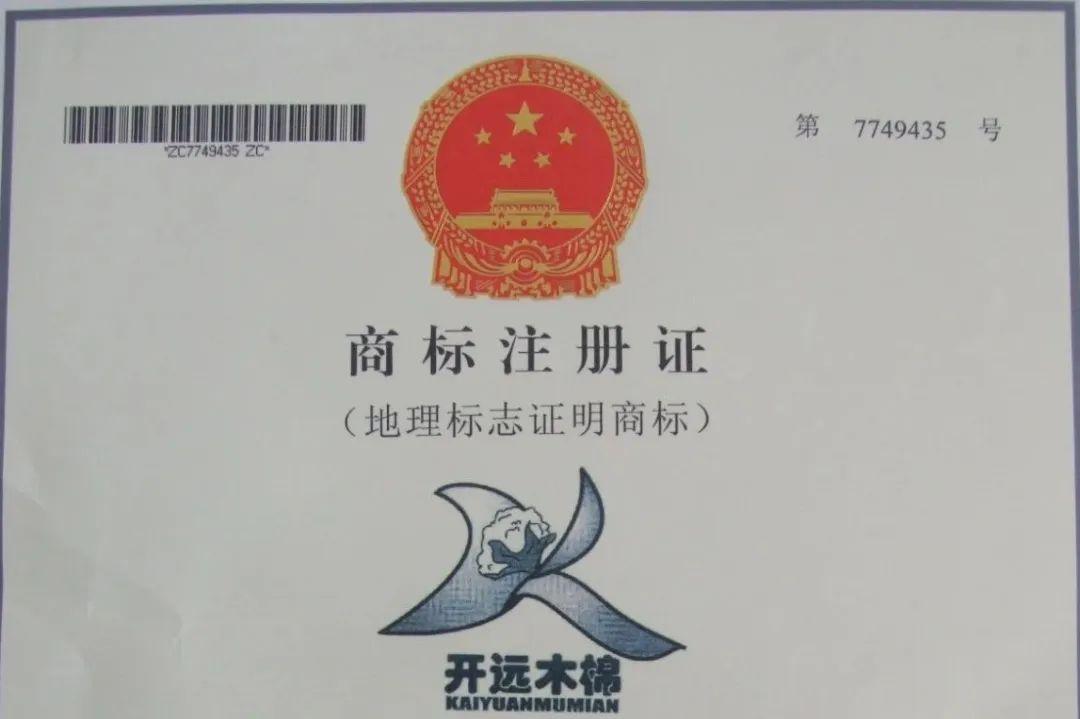 *ZC7749435 ZC*
第 7749435 号
商标注册证
（地理标志证明商标）
开远木棉
KAIYUANMUMIAN